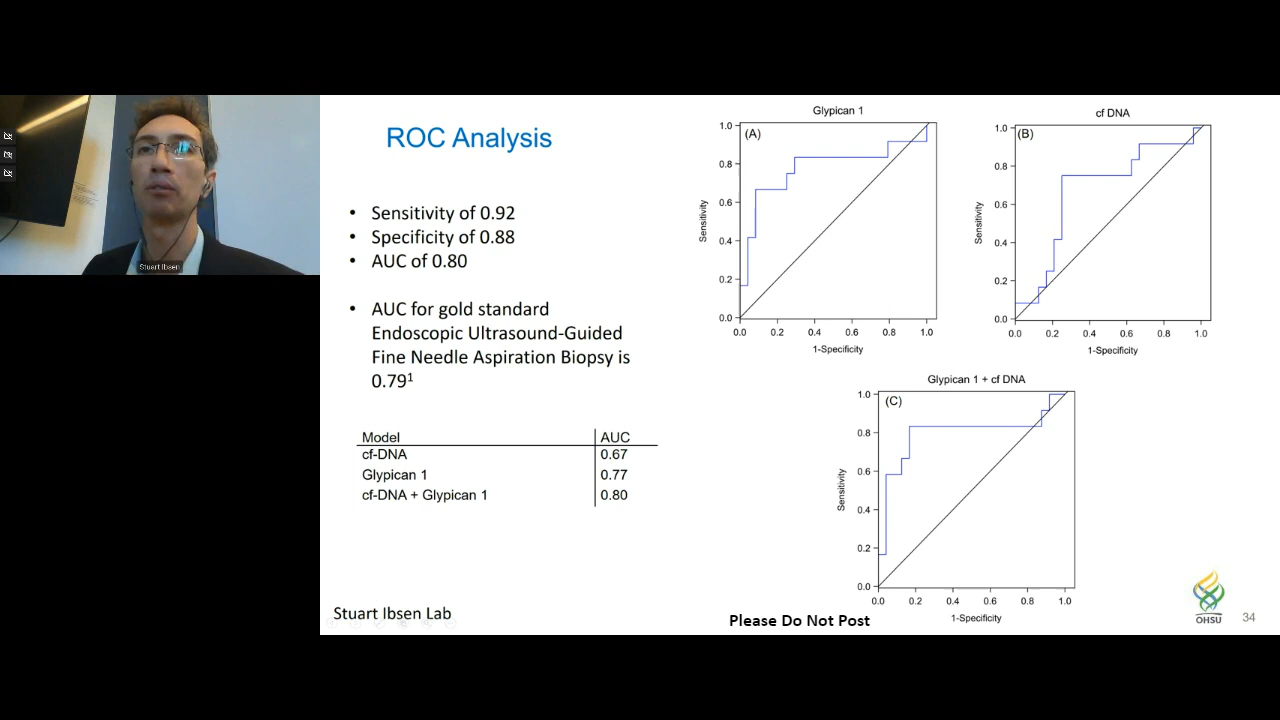 Stuart Ibsen
ROC Analysis
• Sensitivity of 0.92
• Specificity of 0.88
• AUC of 0.80
• AUC for gold standard
Endoscopic Ultrasound-Guided
Fine Needle Aspiration Biopsy is
0.79¹
Model AUC
cf-DNA 0.67
Glypican 1 0.77
cf-DNA + Glypican 1 0.80
Stuart Ibsen Lab
Glypican 1
(A)
Sensitivity
1.0
0.8
0.6
0.4
0.2
0.0
0.0 0.2 0.4 0.6 0.8 1.0
1-Specificity
cf DNA
(B)
Sensitivity
1.0
0.8
0.6
0.4
0.2
0.0
0.0 0.2 0.4 0.6 0.8 1.0
1-Specificity
Glypican 1 + cf DNA
(C)
Sensitivity
1.0
0.8
0.6
0.4
0.2
0.0
0.0 0.2 0.4 0.6 0.8 1.0
1-Specificity
Please Do Not Post
OHSU
34